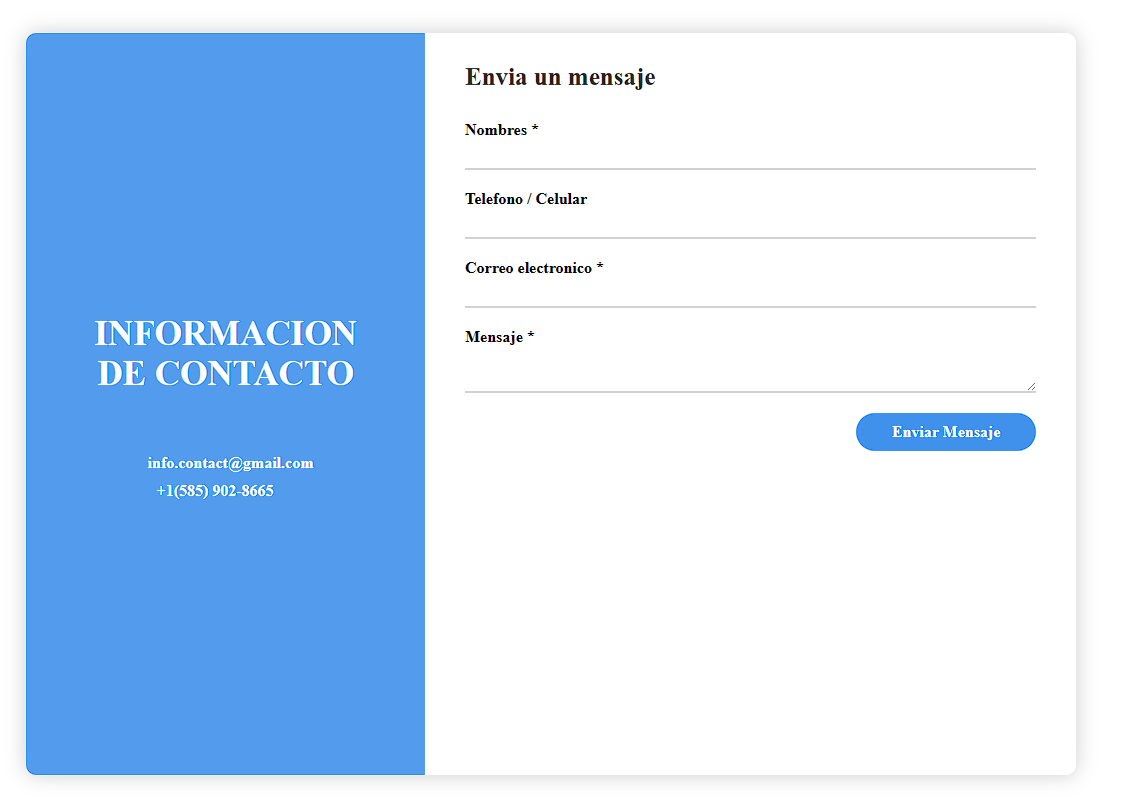 INFORMACION
DE CONTACTO
info.contact@gmail.com
+1(585) 902-8665
Envia un mensaje
Nombres *
Telefono / Celular
Correo electronico *
Mensaje *
Enviar Mensaje